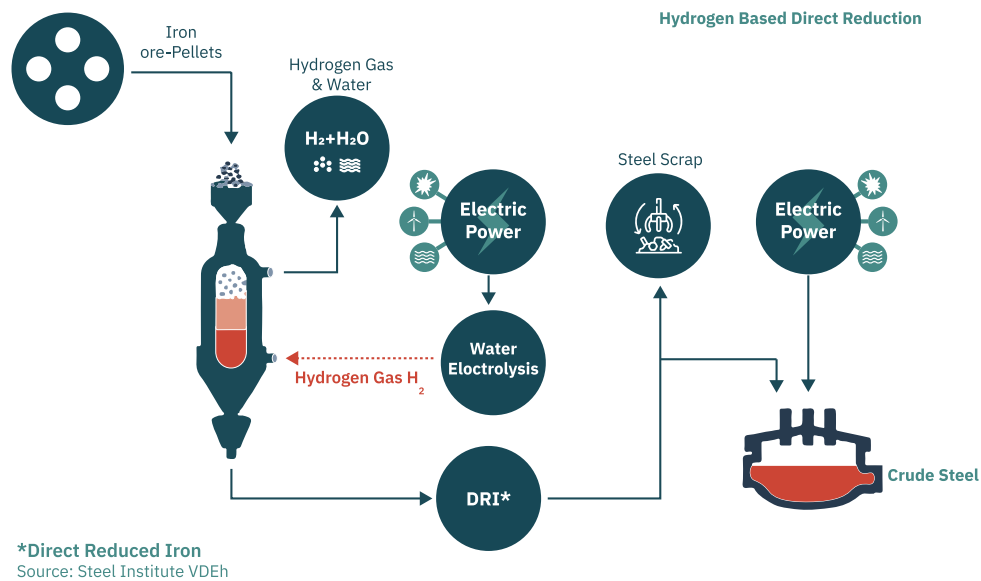 Hydrogen Based Direct Reduction
Iron
ore-Pellets
Hydrogen Gas
& Water
H₂+H₂O
Electric
Power
Steel Scrap
Electric
Power
Water
Eloctrolysis
Hydrogen Gas H₂
DRI*
Crude Steel
*Direct Reduced Iron
Source: Steel Institute VDEh